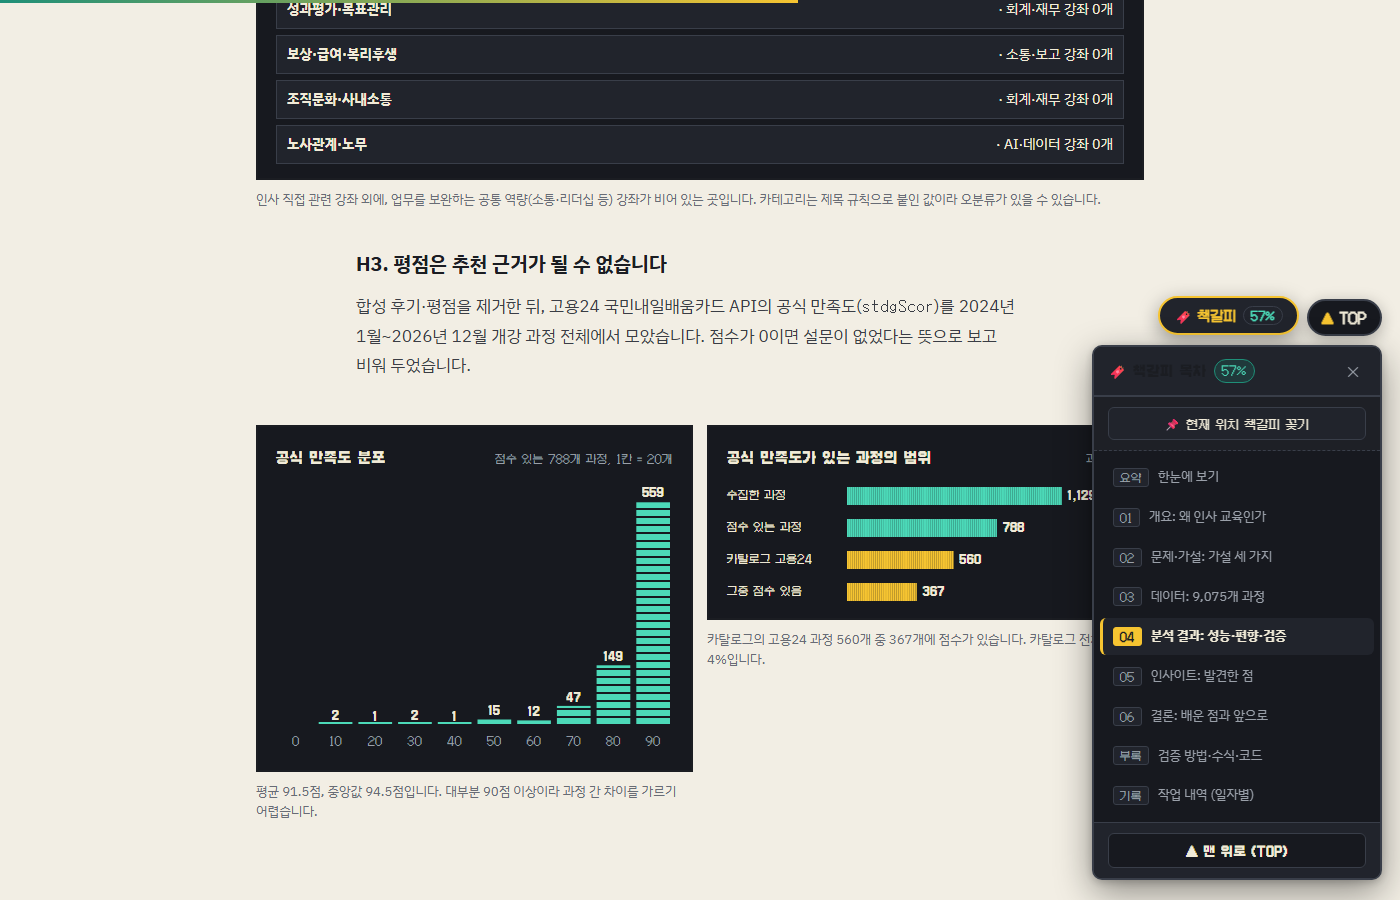 성과평가·목표관리
· 회계·재무 강좌 0개
보상·급여·복리후생
· 소통·보고 강좌 0개
조직문화·사내소통
· 회계·재무 강좌 0개
노사관계·노무
· AI·데이터 강좌 0개
인사 직접 관련 강좌 외에, 업무를 보완하는 공통 역량(소통·리더십 등) 강좌가 비어 있는 곳입니다. 카테고리는 제목 규칙으로 붙인 값이라 오분류가 있을 수 있습니다.
H3. 평점은 추천 근거가 될 수 없습니다
합성 후기·평점을 제거한 뒤, 고용24 국민내일배움카드 API의 공식 만족도(stdgScor)를 2024년
1월~2026년 12월 개강 과정 전체에서 모았습니다. 점수가 0이면 설문이 없었다는 뜻으로 보고
비워 두었습니다.
공식 만족도 분포
점수 있는 788개 과정, 1칸 = 20개
559
149
47
15
12
2
1
2
1
0
10
20
30
40
50
60
70
80
90
평균 91.5점, 중앙값 94.5점입니다. 대부분 90점 이상이라 과정 간 차이를 가르기
어렵습니다.
공식 만족도가 있는 과정의 범위
수집한 과정
1,129
점수 있는 과정
788
카탈로그 고용24
560
그중 점수 있음
367
카탈로그의 고용24 과정 560개 중 367개에 점수가 있습니다. 카탈로그
4%입니다.
책갈피 57%
TOP
책갈피 목차 57%
×
현재 위치 책갈피 꽂기
요약 한눈에 보기
01 개요: 왜 인사 교육인가
02 문제·가설: 가설 세 가지
03 데이터: 9,075개 과정
04 분석 결과: 성능·편향·검증
05 인사이트: 발견한 점
06 결론: 배운 점과 앞으로
부록 검증 방법·수식·코드
기록 작업 내역 (일자별)
▲ 맨 위로 (TOP)